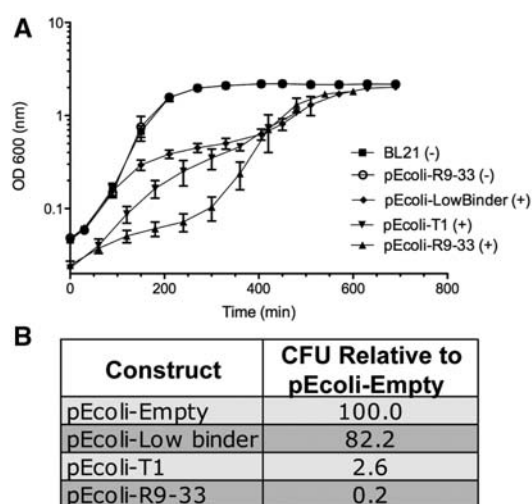 A
10
1
0.1
OD 600 (nm)
0
200
400
600
800
Time (min)
BL21 (-)
pEcoli-R9-33 (-)
pEcoli-LowBinder (+)
pEcoli-T1 (+)
pEcoli-R9-33 (+)
B
Construct
CFU Relative to
pEcoli-Empty
pEcoli-Empty 100.0
pEcoli-Low binder 82.2
pEcoli-T1 2.6
pEcoli-R9-33 0.2